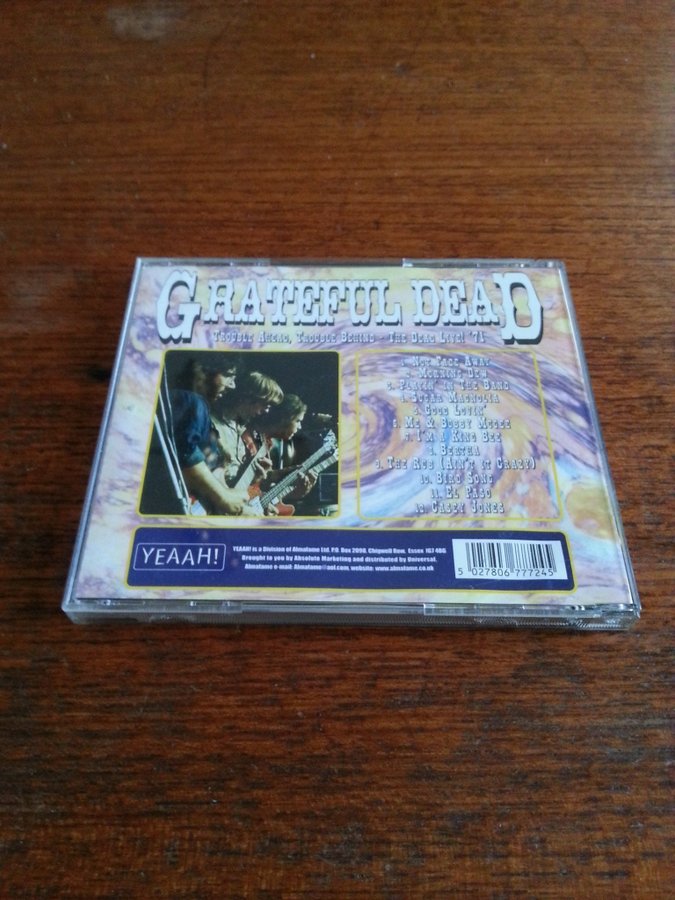 GRATEFUL DEAD
TROUBLE AHEAD, TROUBLE BEHIND - THE DEAD LIVE! '71
1. NOT FADE AWAY
2. MORNING DEW
3. PLAYIN' IN THE BAND
4. SUGAR MAGNOLIA
5. GOOD LOVIN'
6. ME & BOBBY MCGEE
7. I'M A KING BEE
8. BERTHA
9. THE RUB (AIN'T IT CRAZY)
10. BIRD SONG
11. EL PASO
12. CASEY JONES
YEAAH!
YEAAH! is a Division of Almafame Ltd. P.O. Box 2098, Chigwell Row, Essex IG7 4DG
Brought to you by Absolute Marketing and distributed by Universal.
Almafame e-mail: Almafame@aol.com, website: www.almafame.co.uk
5 027806 777245